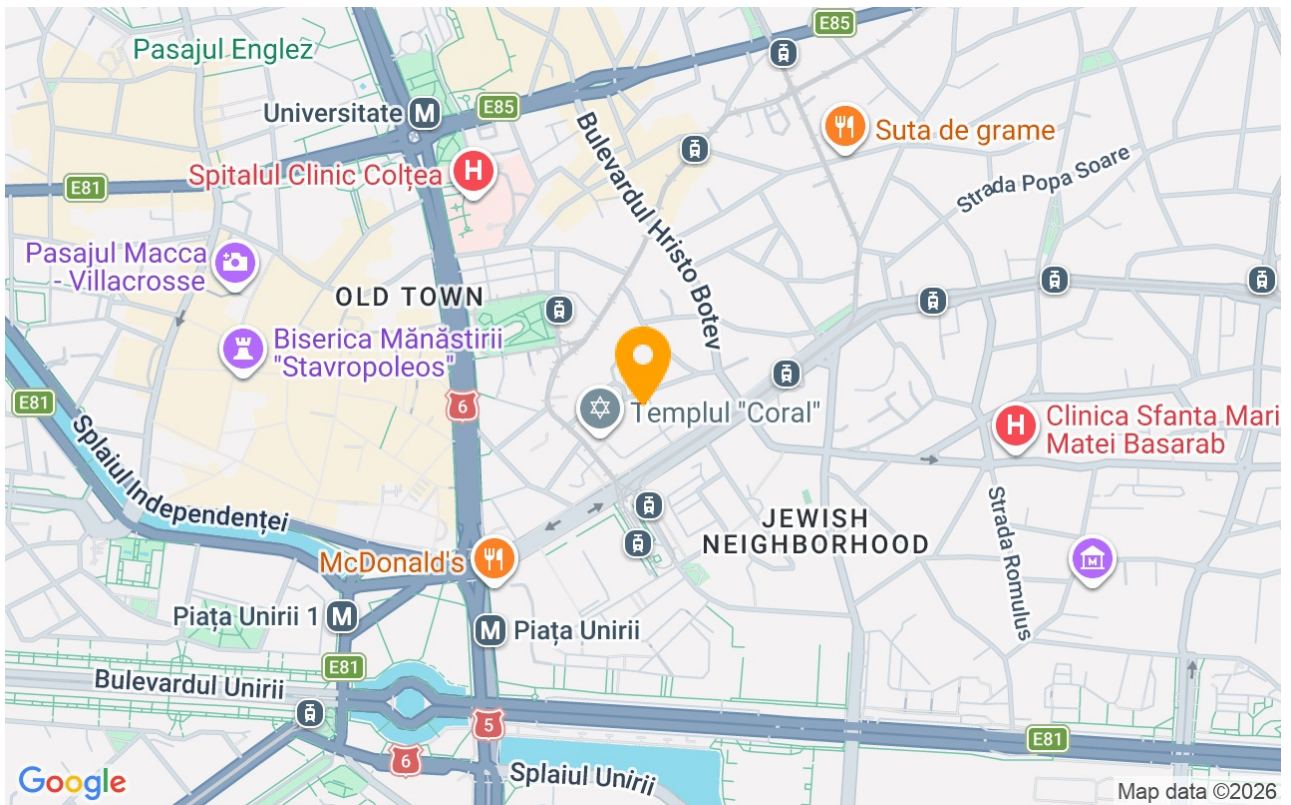 E85
Pasajul Englez
Universitate M
E85
Suta de grame
Bulevardul Hristo Botev
Spitalul Clinic Colțea
H
E81
Strada Popa Soare
Pasajul Macca
- Villacrosse
OLD TOWN
Biserica Mănăstirii
"Stavropoleos"
E81
6
Templul "Coral"
H
Clinica Sfanta Mari
Matei Basarab
Splaiul Independenței
JEWISH
NEIGHBORHOOD
Strada Romulus
McDonald's
M
Piața Unirii 1 M
M Piața Unirii
E81
Bulevardul Unirii
5
E81
6
Splaiul Unirii
Google
Map data ©2026